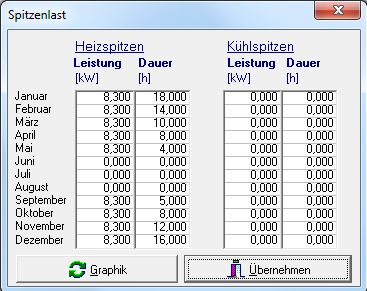 Spitzenlast
Heizspitzen Kühlspitzen
Leistung Dauer Leistung Dauer
[kW] [h] [kW] [h]
Januar 8,300 18,000 0,000 0,000
Februar 8,300 14,000 0,000 0,000
März 8,300 10,000 0,000 0,000
April 8,300 8,000 0,000 0,000
Mai 8,300 4,000 0,000 0,000
Juni 0,000 0,000 0,000 0,000
Juli 0,000 0,000 0,000 0,000
August 0,000 0,000 0,000 0,000
September 8,300 5,000 0,000 0,000
Oktober 8,300 8,000 0,000 0,000
November 8,300 12,000 0,000 0,000
Dezember 8,300 16,000 0,000 0,000
Graphik Übernehmen